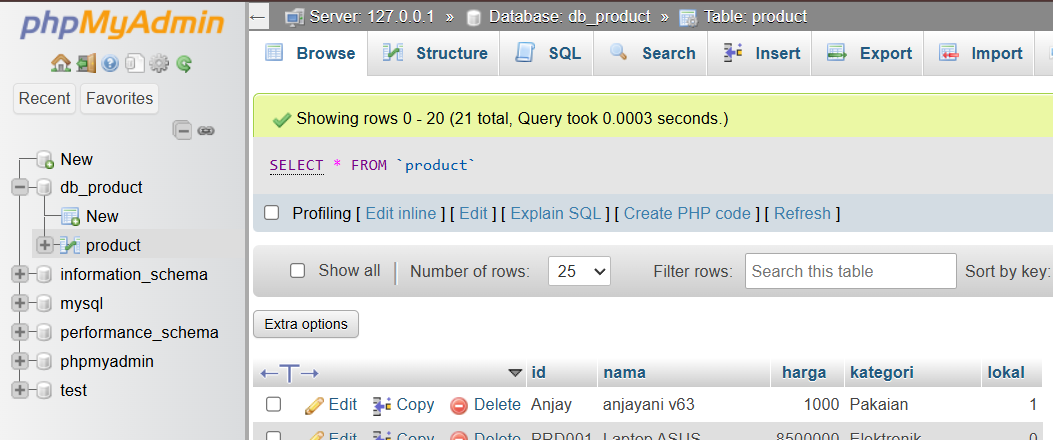 phpMyAdmin
Server: 127.0.0.1 » Database: db_product » Table: product
Browse Structure SQL Search Insert Export Import
Recent Favorites
Showing rows 0 - 20 (21 total, Query took 0.0003 seconds.)
New
SELECT * FROM `product`
db_product
New
Profiling [ Edit inline ] [ Edit ] [ Explain SQL ] [ Create PHP code ] [ Refresh ]
product
information_schema
Show all Number of rows: 25 Filter rows: Search this table Sort by key:
mysql
performance_schema
Extra options
phpmyadmin
test
id nama harga kategori lokal
Edit Copy Delete Anjay anjayani v63 1000 Pakaian 1
Edit Copy Delete PRD001 Laptop ASUS 8500000 Elektronik 0